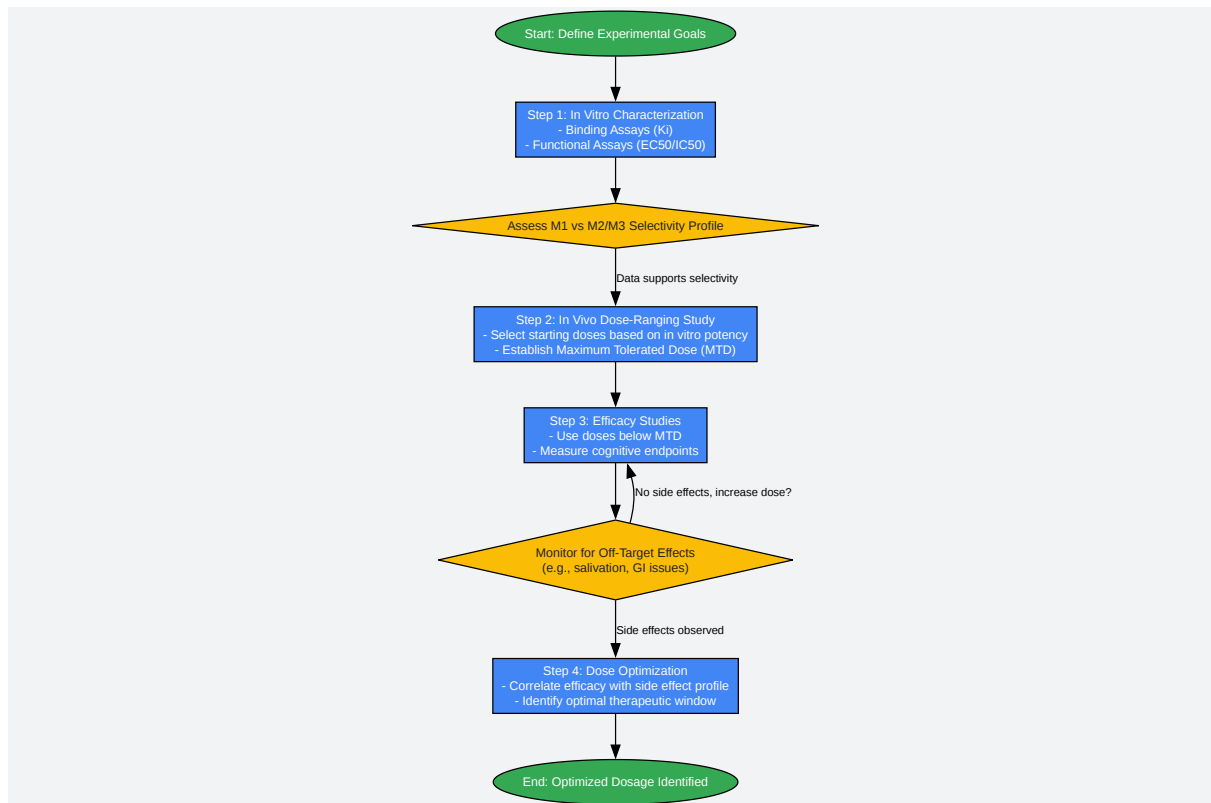 Start: Define Experimental Goals
Step 1: In Vitro Characterization
- Binding Assays (Ki)
- Functional Assays (EC50/IC50)
Assess M1 vs M2/M3 Selectivity Profile
Data supports selectivity
Step 2: In Vivo Dose-Ranging Study
- Select starting doses based on in vitro potency
- Establish Maximum Tolerated Dose (MTD)
Step 3: Efficacy Studies
- Use doses below MTD
- Measure cognitive endpoints
No side effects, increase dose?
Monitor for Off-Target Effects
(e.g., salivation, GI issues)
Side effects observed
Step 4: Dose Optimization
- Correlate efficacy with side effect profile
- Identify optimal therapeutic window
End: Optimized Dosage Identified